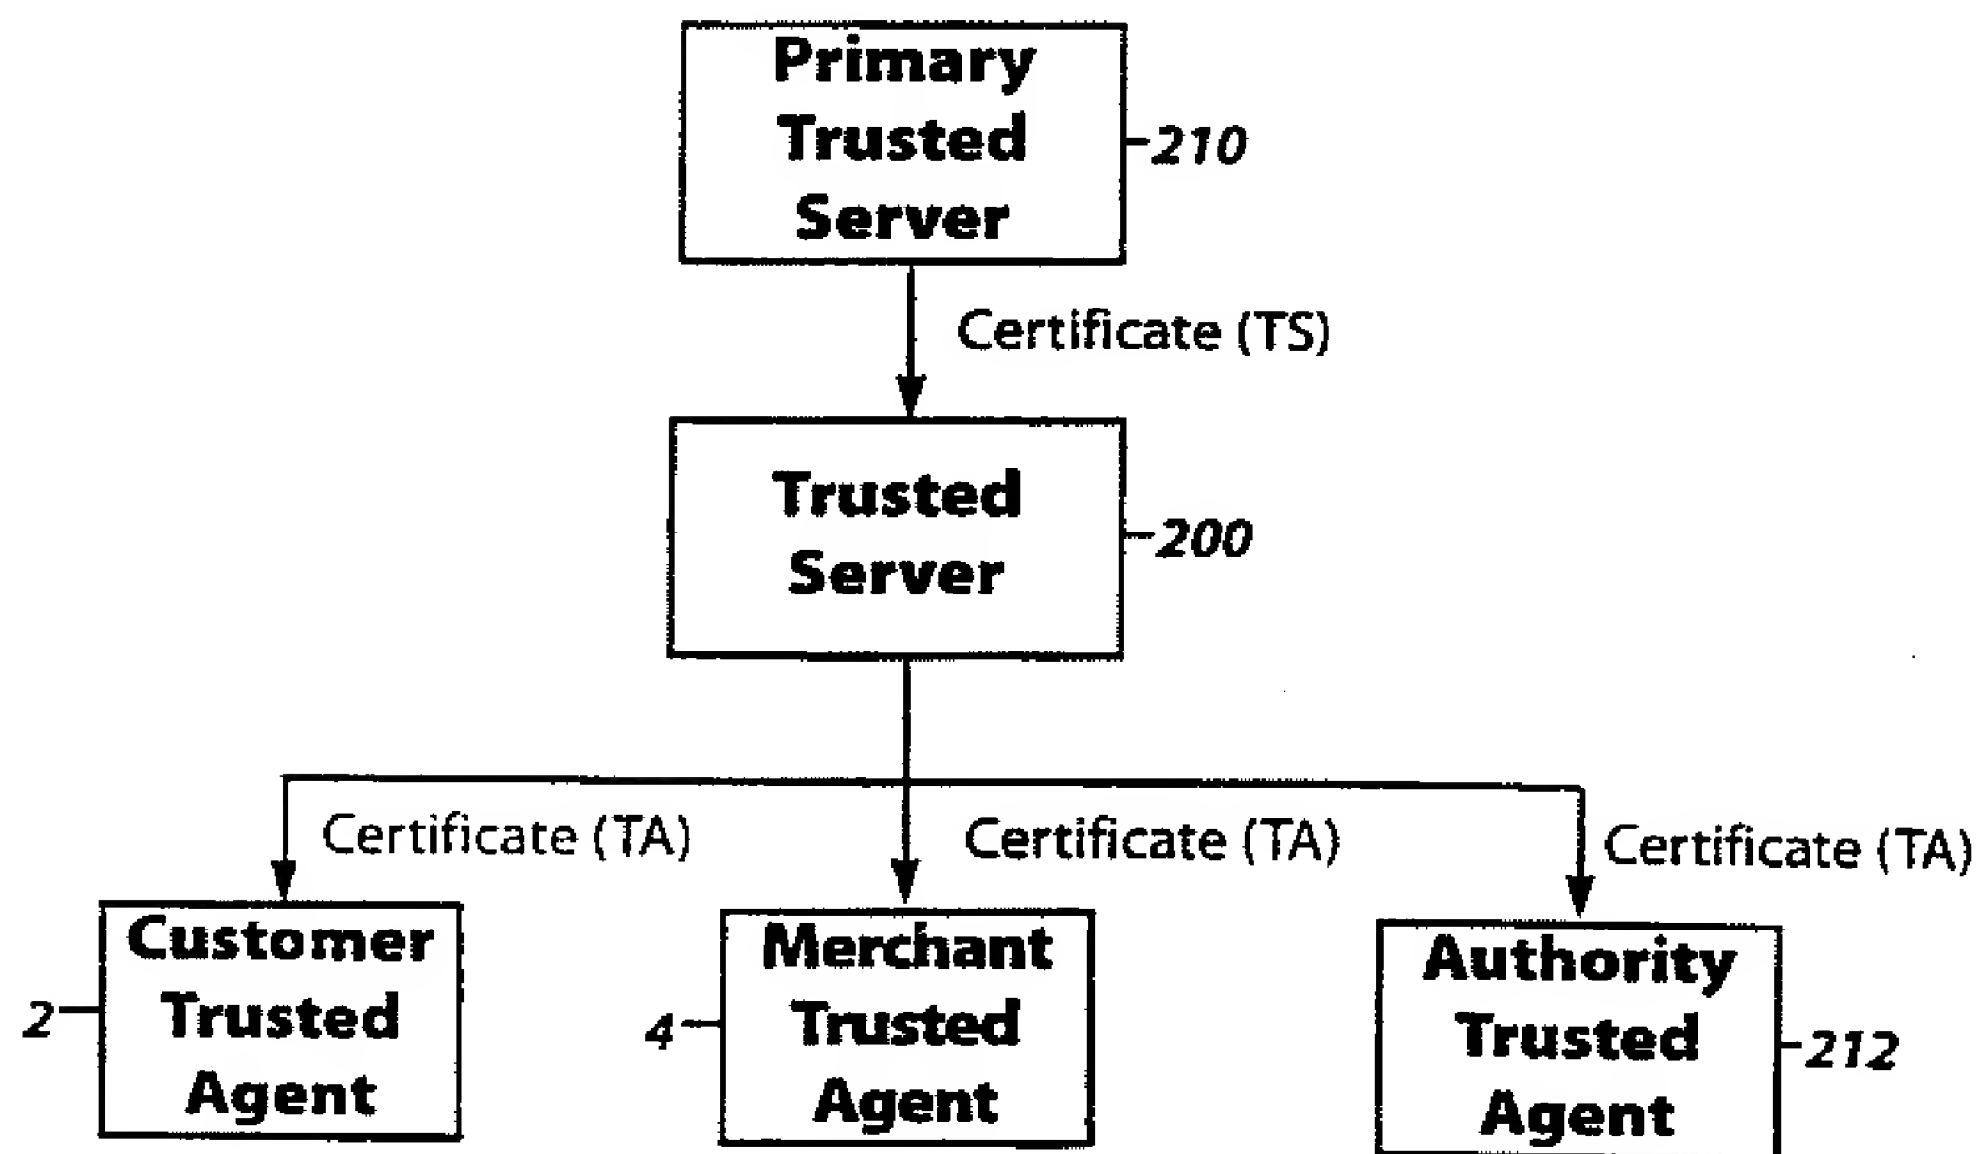 Primary
Trusted
Server
210
Certificate (TS)
Trusted
Server
200
Certificate (TA)
Certificate (TA)
Certificate (TA)
Customer
Trusted
Agent
2
Merchant
Trusted
Agent
4
Authority
Trusted
Agent
212